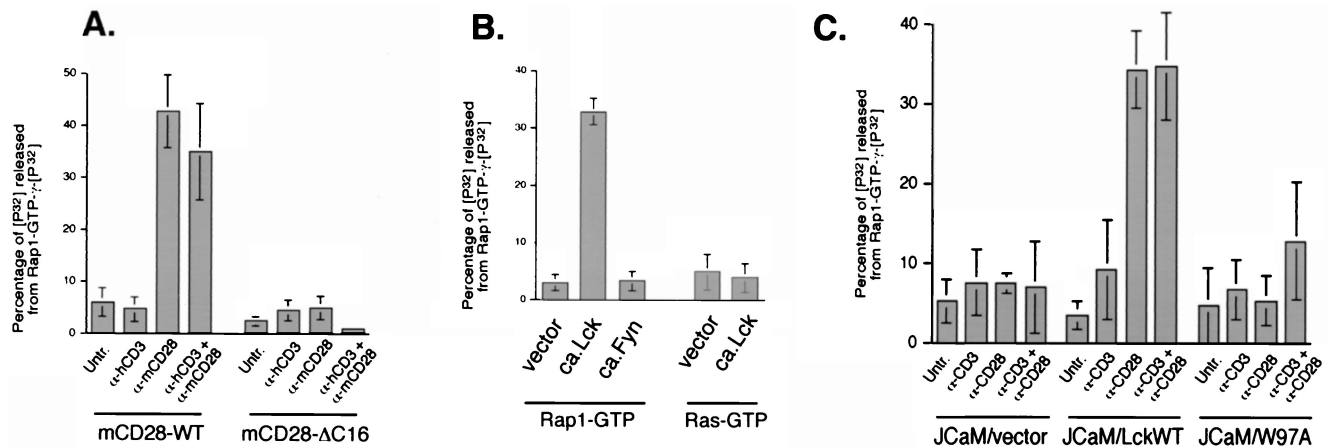 A.
Percentage of [P32] released
from Rap1-GTP-γ-[P32]
50
40
30
20
10
0
Untr.
α-hCD3
α-mCD28
α-hCD3 +
α-mCD28
Untr.
α-hCD3
α-mCD28
α-hCD3 +
α-mCD28
mCD28-WT
mCD28-ΔC16
B.
Percentage of [P32] released
from Rap1-GTP-γ-[P32]
40
30
20
10
0
vector
ca.Lck
ca.Fyn
vector
ca.Lck
Rap1-GTP
Ras-GTP
C.
Percentage of [P32] released
from Rap1-GTP-γ-[P32]
40
30
20
10
0
Untr.
α-CD3
α-CD28
α-CD3 +
α-CD28
Untr.
α-CD3
α-CD28
α-CD3 +
α-CD28
Untr.
α-CD3
α-CD28
α-CD3 +
α-CD28
JCaM/vector
JCaM/LckWT
JCaM/W97A